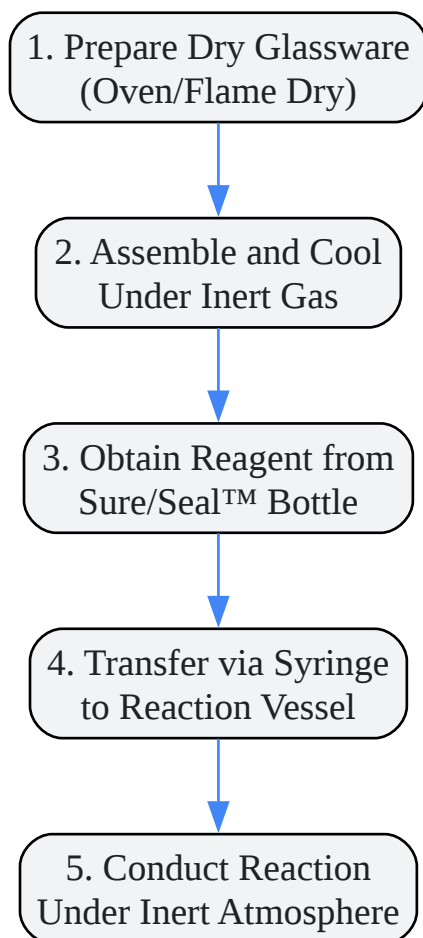 1. Prepare Dry Glassware
(Oven/Flame Dry)
2. Assemble and Cool
Under Inert Gas
3. Obtain Reagent from
Sure/Seal™ Bottle
4. Transfer via Syringe
to Reaction Vessel
5. Conduct Reaction
Under Inert Atmosphere